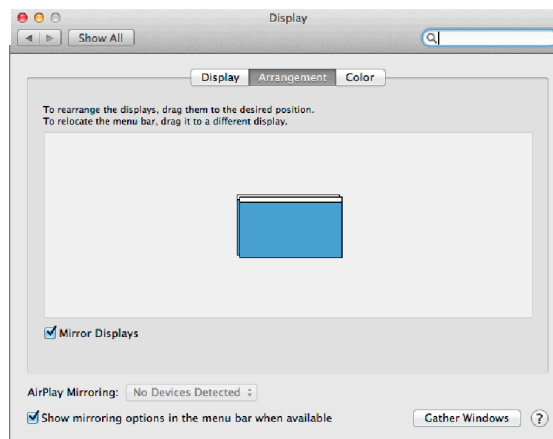 Display
Show All
Display Arrangement Color
To rearrange the displays, drag them to the desired position.
To relocate the menu bar, drag it to a different display.
Mirror Displays
AirPlay Mirroring: No Devices Detected
Show mirroring options in the menu bar when available Gather Windows ?